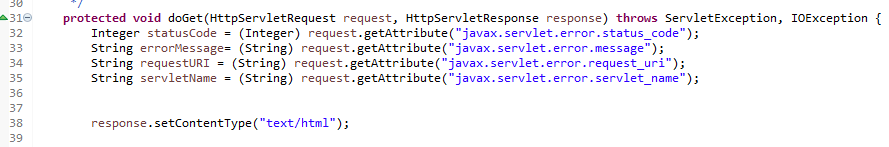 30 */
31 protected void doGet(HttpServletRequest request, HttpServletResponse response) throws ServletException, IOException {
32 Integer statusCode = (Integer) request.getAttribute("javax.servlet.error.status_code");
33 String errorMessage= (String) request.getAttribute("javax.servlet.error.message");
34 String requestURI = (String) request.getAttribute("javax.servlet.error.request_uri");
35 String servletName = (String) request.getAttribute("javax.servlet.error.servlet_name");
36
37
38 response.setContentType("text/html");
39